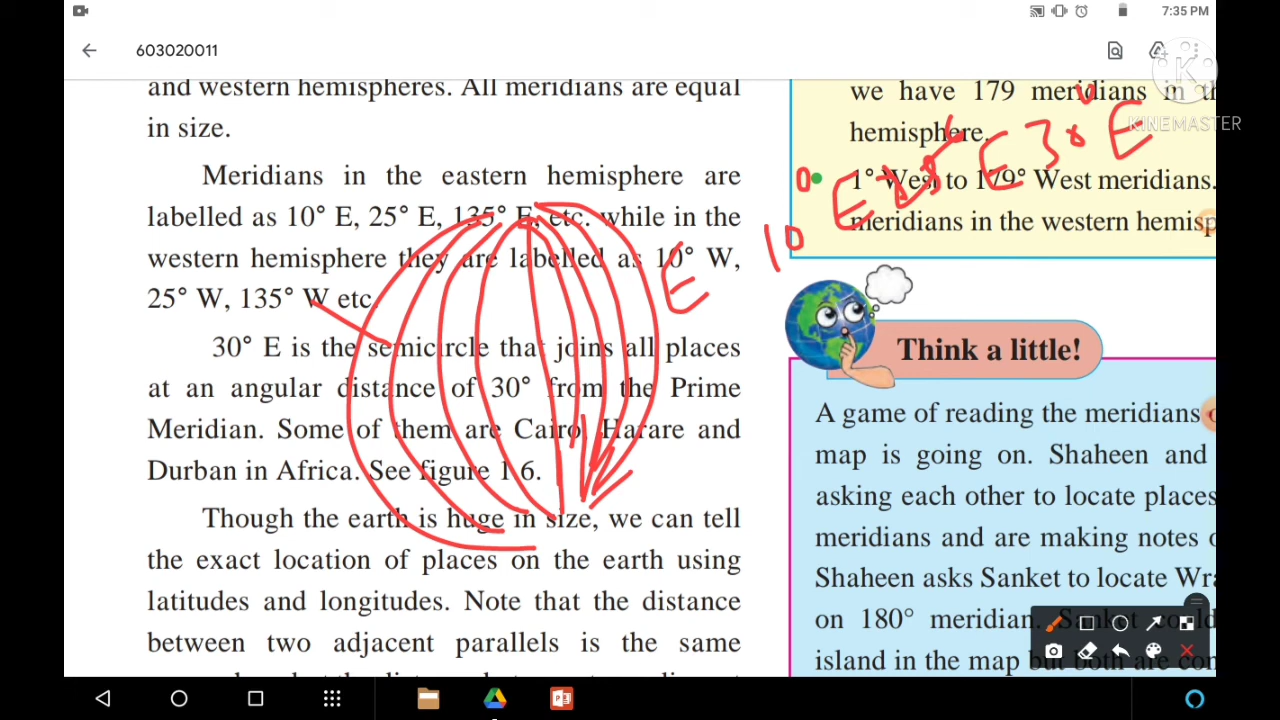 7:35 PM
603020011
KINEMASTER
and western hemispheres. All meridians are equal
in size.
Meridians in the eastern hemisphere are
labelled as 10° E, 25° E, 135° E, etc. while in the
western hemisphere they are labelled as 10° W,
25° W, 135° W etc.
30° E is the semicircle that joins all places
at an angular distance of 30° from the Prime
Meridian. Some of them are Cairo, Harare and
Durban in Africa. See figure 1.6.
Though the earth is huge in size, we can tell
the exact location of places on the earth using
latitudes and longitudes. Note that the distance
between two adjacent parallels is the same
E
10° E
E 30° E
we have 179 meridians in
hemisphere.
1° West to 179° West meridians.
meridians in the western
Think a little!
A game of reading the meridians
map is going on. Shaheen and
asking each other to locate places
meridians and are making notes
Shaheen asks Sanket to locate
on 180° meridian. Sanket could
island in the map but both are